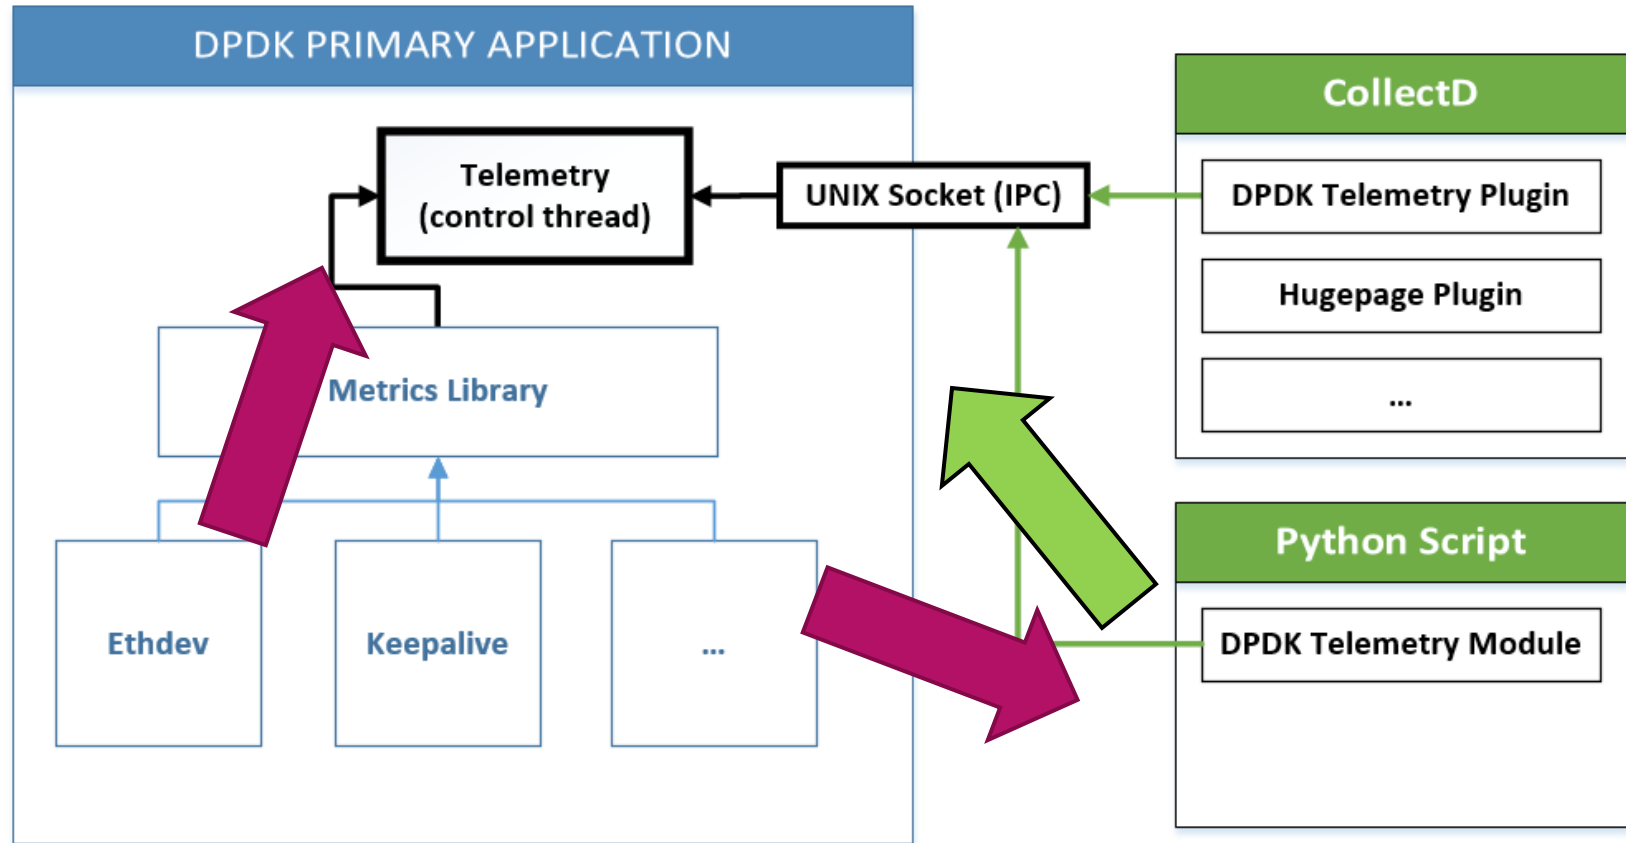 DPDK PRIMARY APPLICATION
Telemetry
(control thread)
UNIX Socket (IPC)
Metrics Library
Ethdev
Keepalive
...
CollectD
DPDK Telemetry Plugin
Hugepage Plugin
...
Python Script
DPDK Telemetry Module